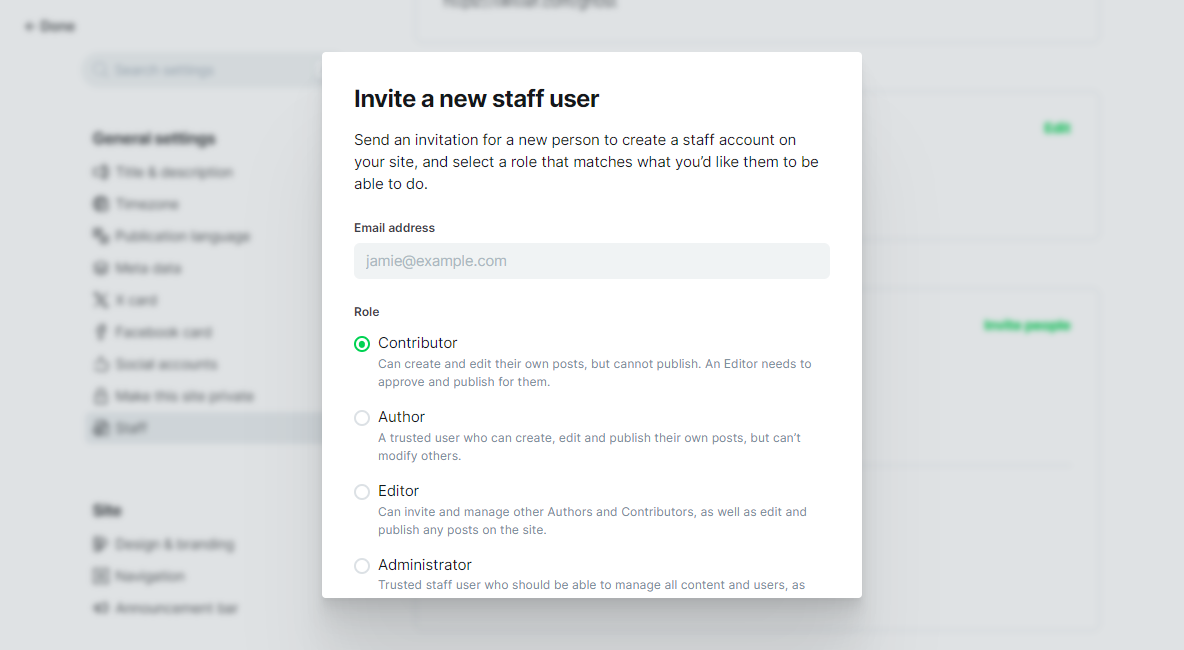 Done
Search settings
General settings
Title & description
Timezone
Publication language
Meta data
X card
Facebook card
Social accounts
Make this site private
Staff
Site
Design & branding
Navigation
Announcement bar
Invite a new staff user
Send an invitation for a new person to create a staff account on
your site, and select a role that matches what you’d like them to be
able to do.
Email address
jamie@example.com
Role
Contributor
Can create and edit their own posts, but cannot publish. An Editor needs to
approve and publish for them.
Author
A trusted user who can create, edit and publish their own posts, but can’t
modify others.
Editor
Can invite and manage other Authors and Contributors, as well as edit and
publish any posts on the site.
Administrator
Trusted staff user who should be able to manage all content and users, as
Edit
Invite people